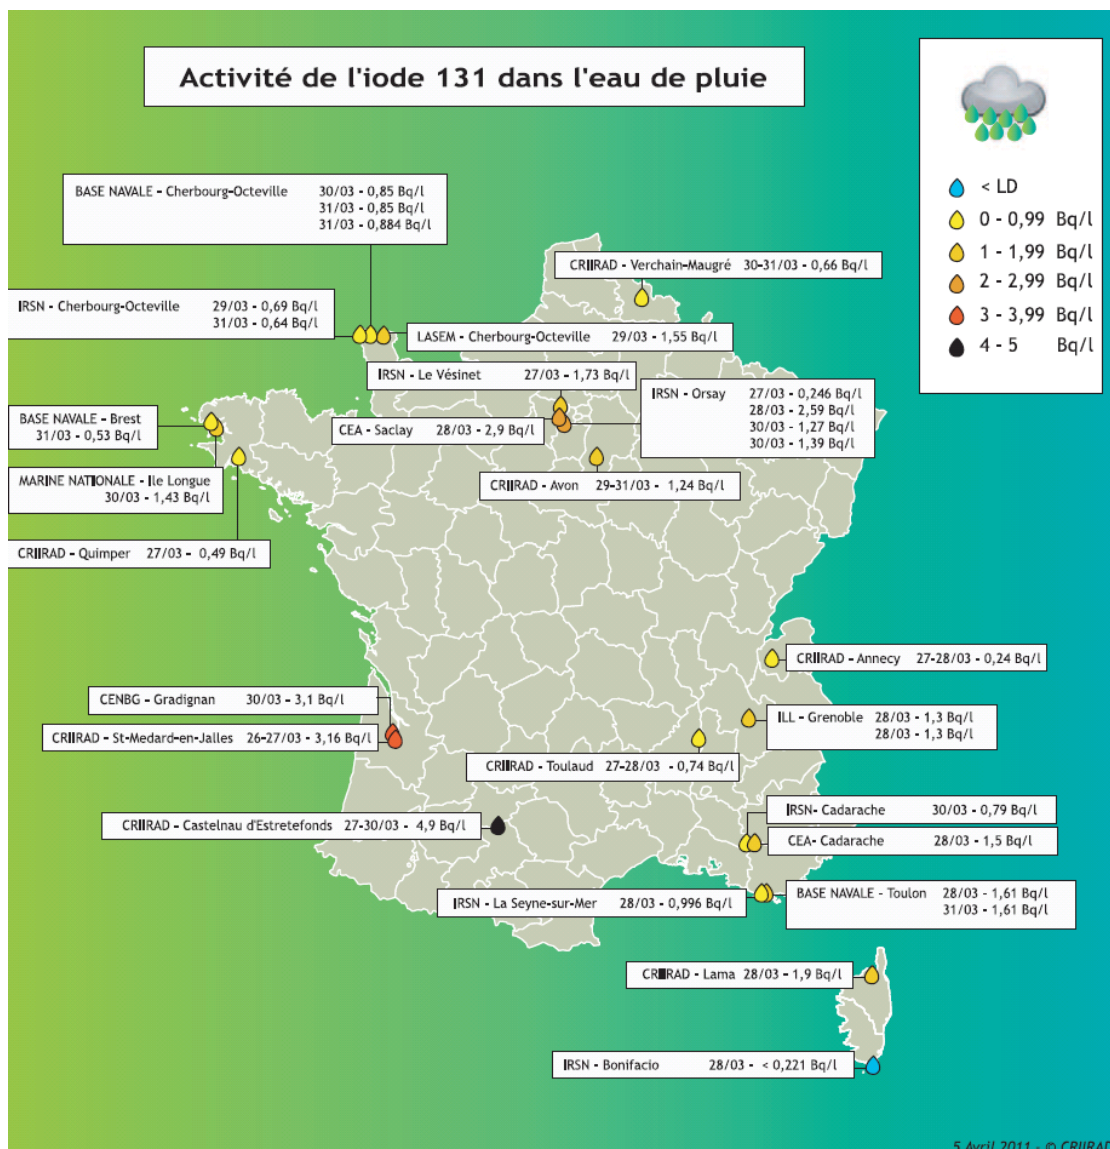 Activité de l'iode 131 dans l'eau de pluie
< LD
0 - 0,99 Bq/l
1 - 1,99 Bq/l
2 - 2,99 Bq/l
3 - 3,99 Bq/l
4 - 5 Bq/l
BASE NAVALE - Cherbourg-Octeville 30/03 - 0,85 Bq/l
31/03 - 0,85 Bq/l
31/03 - 0,884 Bq/l
CRIIRAD - Verchain-Maugré 30-31/03 - 0,66 Bq/l
IRSN - Cherbourg-Octeville 29/03 - 0,69 Bq/l
31/03 - 0,64 Bq/l
LASEM - Cherbourg-Octeville 29/03 - 1,55 Bq/l
IRSN - Le Vésinet 27/03 - 1,73 Bq/l
IRSN - Orsay 27/03 - 0,246 Bq/l
28/03 - 2,59 Bq/l
30/03 - 1,27 Bq/l
30/03 - 1,39 Bq/l
BASE NAVALE - Brest
31/03 - 0,53 Bq/l
CEA - Saclay 28/03 - 2,9 Bq/l
MARINE NATIONALE - Ile Longue
30/03 - 1,43 Bq/l
CRIIRAD - Avon 29-31/03 - 1,24 Bq/l
CRIIRAD - Quimper 27/03 - 0,49 Bq/l
CRIIRAD - Annecy 27-28/03 - 0,24 Bq/l
CENBG - Gradignan 30/03 - 3,1 Bq/l
ILL - Grenoble 28/03 - 1,3 Bq/l
28/03 - 1,3 Bq/l
CRIIRAD - St-Medard-en-Jalles 26-27/03 - 3,16 Bq/l
CRIIRAD - Toulaud 27-28/03 - 0,74 Bq/l
IRSN- Cadarache 30/03 - 0,79 Bq/l
CRIIRAD - Castelnau d'Estretefonds 27-30/03 - 4,9 Bq/l
CEA- Cadarache 28/03 - 1,5 Bq/l
IRSN - La Seyne-sur-Mer 28/03 - 0,996 Bq/l
BASE NAVALE - Toulon 28/03 - 1,61 Bq/l
31/03 - 1,61 Bq/l
CRIIRAD - Lama 28/03 - 1,9 Bq/l
IRSN - Bonifacio 28/03 - < 0,221 Bq/l
5 Avril 2011 - © CRIIRAD